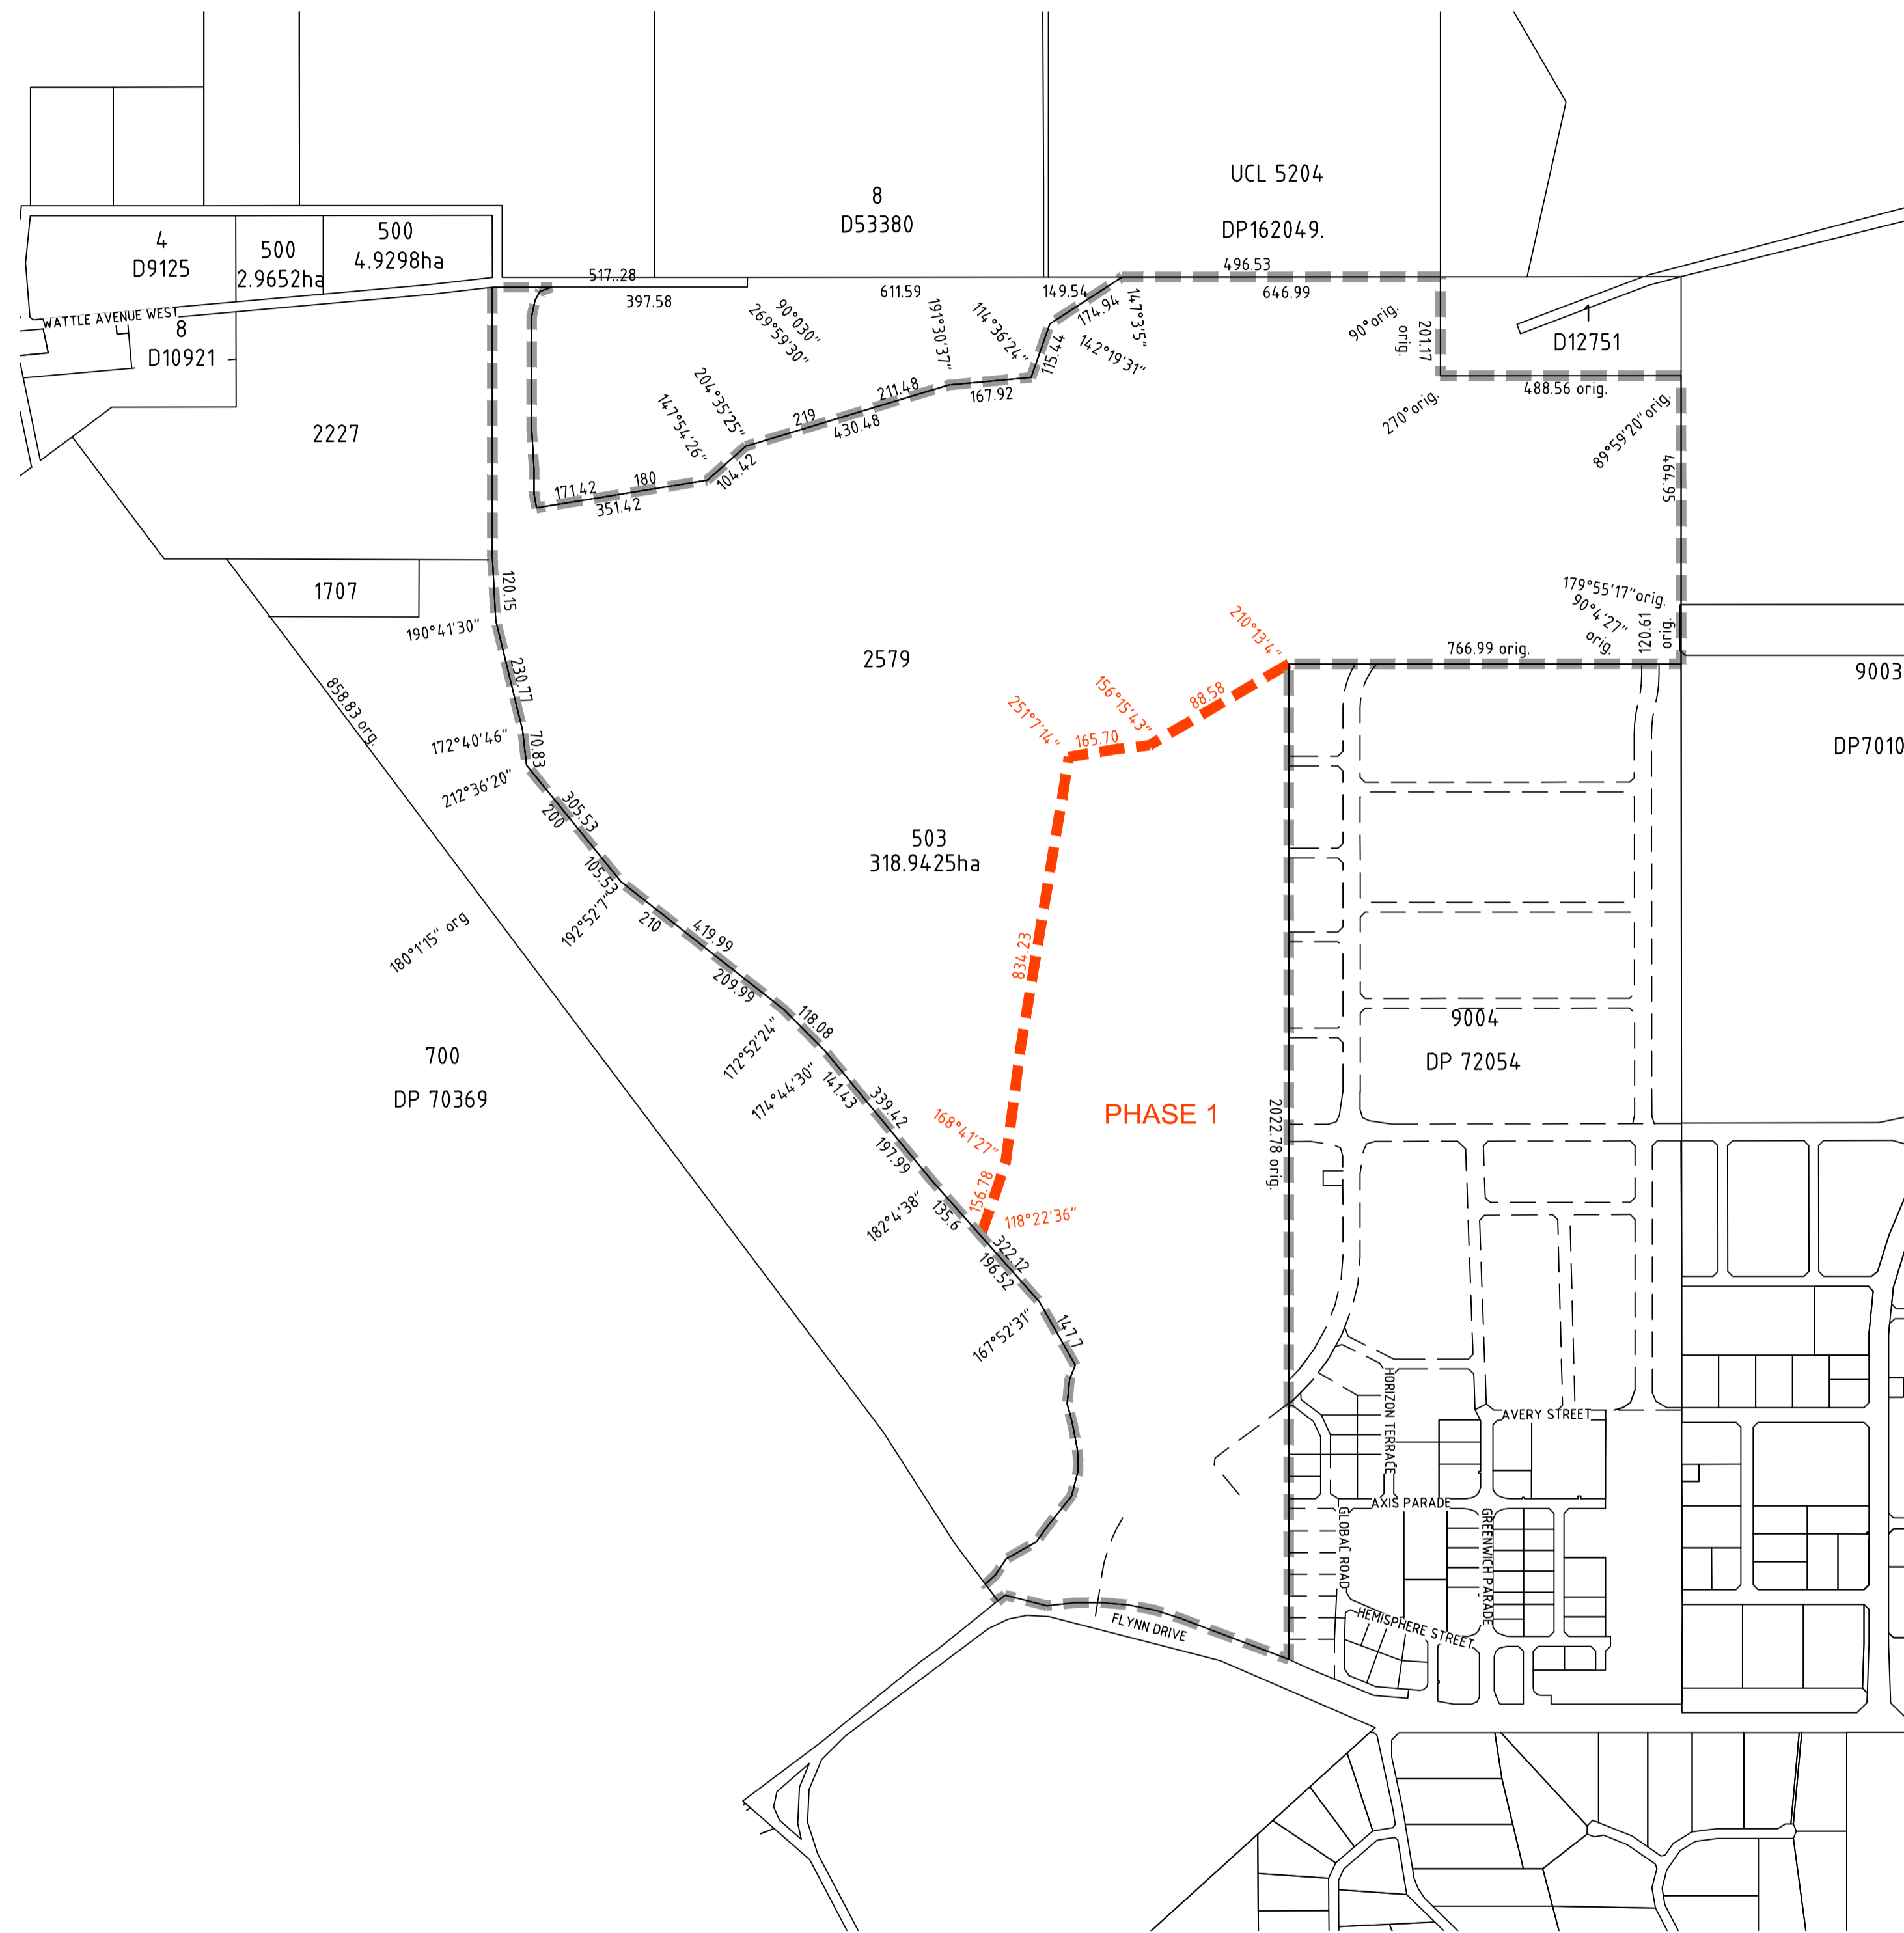 UCL 5204
DP162049.
8
D53380
4
D9125
500
2.9652ha
500
4.9298ha
WATTLE AVENUE WEST
8
D10921
517..28
397.58
611.59
149.54
496.53
646.99
174.94
147°3'5"
142°19'31"
115.44
114°36'24"
191°30'37"
90°030"
269°59'30"
211.48
167.92
219
430.48
204°35'25"
147°54'26"
104.42
180
171.42
351.42
90°orig.
201.17
orig.
1
D12751
488.56 orig.
270°orig.
89°59'20" orig.
464.95
2227
1707
120.15
190°41'30"
230.77
172°40'46"
70.83
212°36'20"
305.53
200
105.53
192°52'7"
210
419.99
209.99
858.83 org.
180°1'15" org
2579
503
318.9425ha
210°13'4"
156°15'43"
88.58
251°7'14"
165.70
834.23
179°55'17"orig.
90°4'27"
orig.
120.61
orig.
766.99 orig.
9003
DP7010
9004
DP 72054
700
DP 70369
118.08
172°52'24"
174°44'30"
141.43
339.42
197.99
182°4'38"
135.6
168°41'27"
156.78
118°22'36"
322.12
196.52
167°52'31"
147.7
PHASE 1
2022.78 orig.
HORIZON TERRACE
AVERY STREET
AXIS PARADE
GLOBAL ROAD
GREENWICH PARADE
HEMISPHERE STREET
FLYNN DRIVE